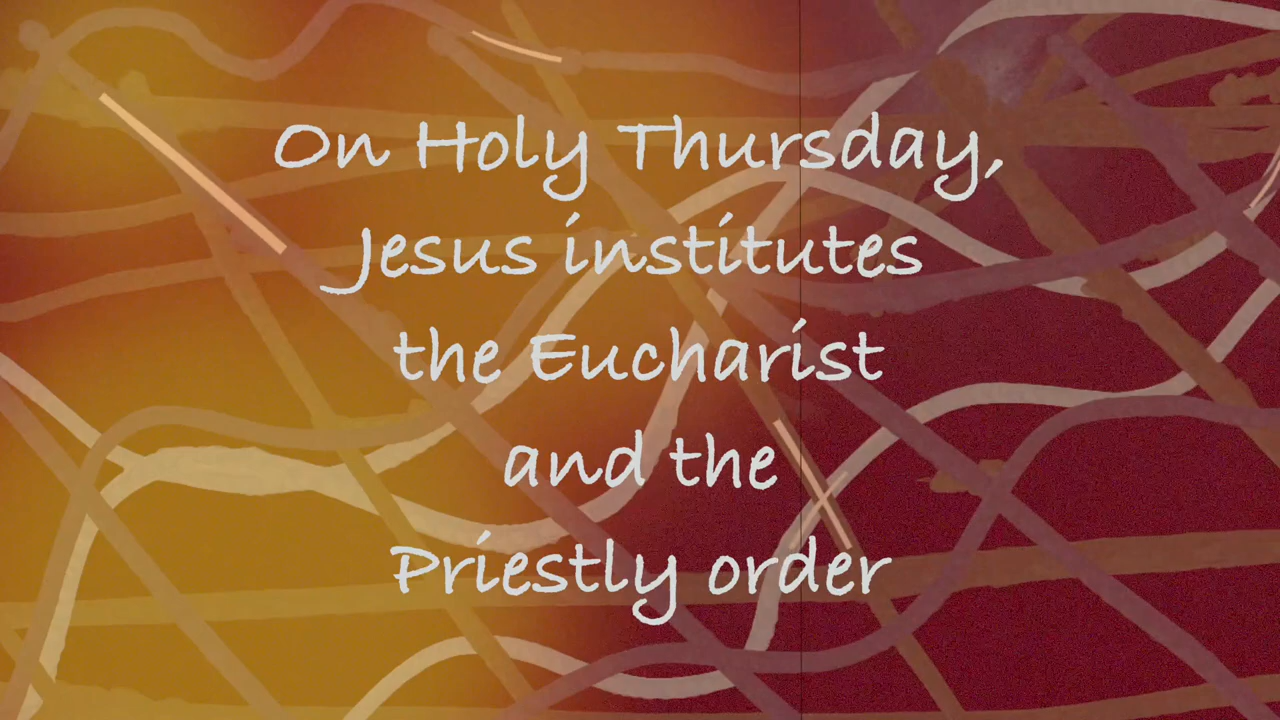 On Holy Thursday,
Jesus institutes
the Eucharist
and the
Priestly order